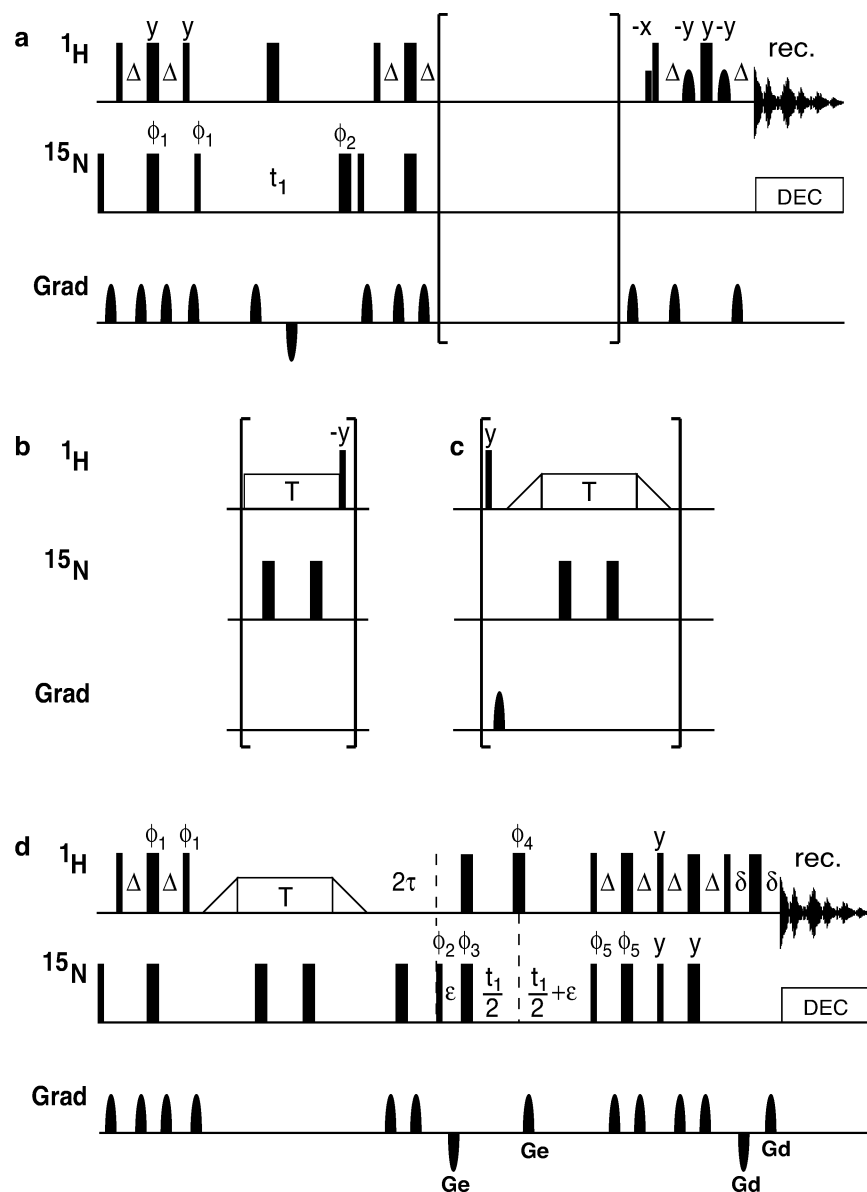 a
-x -y y -y
y y
¹H Δ Δ Δ Δ Δ Δ rec.
ϕ₁ ϕ₁ ϕ₂
¹⁵N t₁ DEC
Grad
b c
-y y
¹H T T
¹⁵N
Grad
d
ϕ₁ ϕ₁ ϕ₄ y
¹H Δ Δ T 2τ Δ Δ Δ Δ δ δ rec.
ϕ₂ ϕ₃ ϕ₅ ϕ₅ y y
¹⁵N ε t₁/2 t₁/2+ε DEC
Grad
Ge Ge Gd Gd